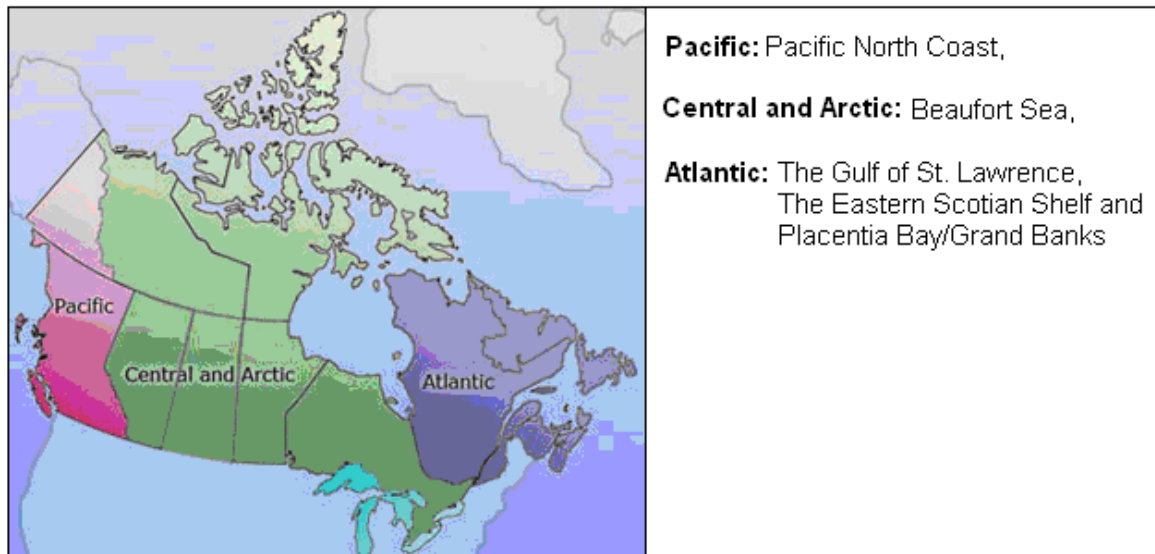 Pacific
Central and Arctic
Atlantic
Pacific: Pacific North Coast,
Central and Arctic: Beaufort Sea,
Atlantic: The Gulf of St. Lawrence,
The Eastern Scotian Shelf and
Placentia Bay/Grand Banks